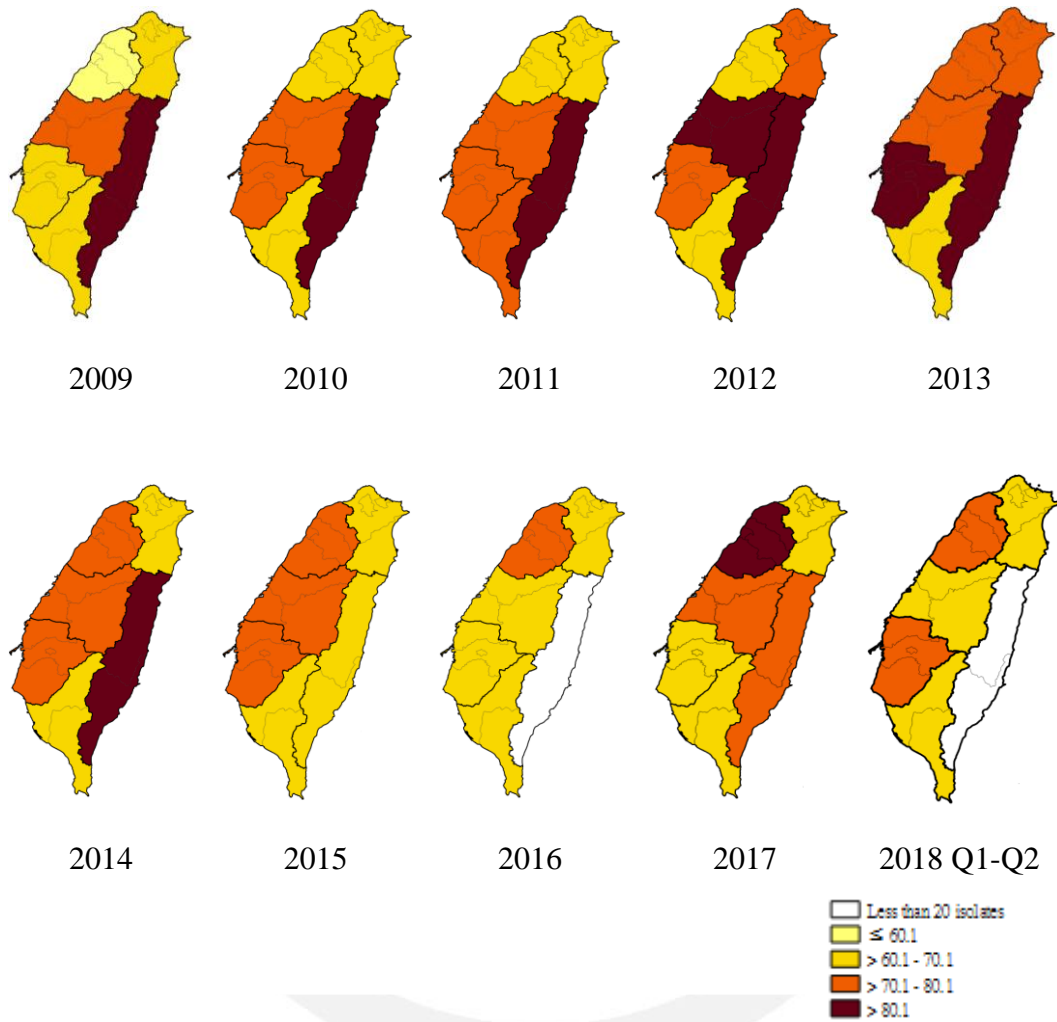 2009 2010 2011 2012 2013
2014 2015 2016 2017 2018 Q1-Q2
Less than 20 isolates
≤ 60.1
> 60.1 - 70.1
> 70.1 - 80.1
> 80.1